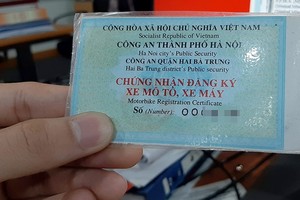 CỘNG HÒA XÃ HỘI CHỦ NGHĨA VIỆT NAM
Socialist Republic of Vietnam
CÔNG AN THÀNH PHỐ HÀ NỘI
Ha Noi city's Public Security
CÔNG AN QUẬN HAI BÀ TRƯNG
Hai Ba Trung district's Public security
CHỨNG NHẬN ĐĂNG KÝ
XE MÔ TÔ, XE MÁY
Motorbike Registration Certificate
Số (Number): 00